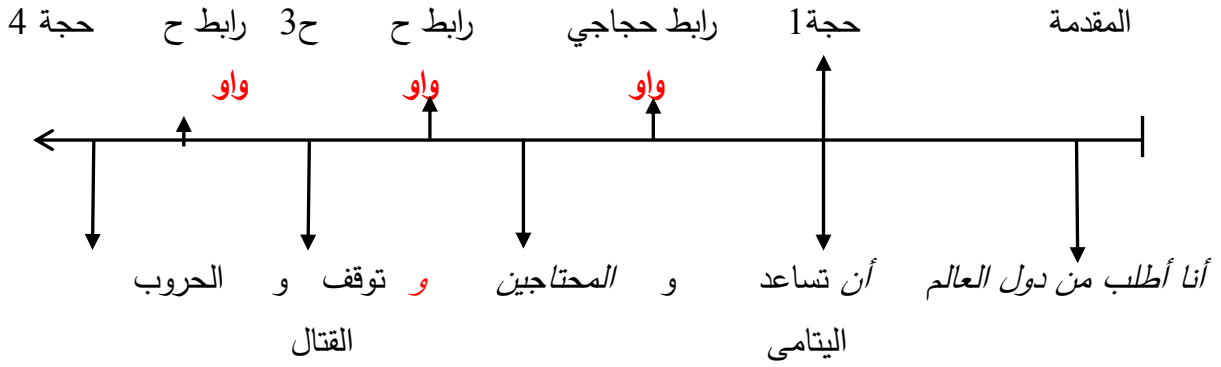 المقدمة حجة1 رابط حجاجي رابط ح ح3 رابط ح حجة 4
واو واو واو
أنا أطلب من دول العالم أن تساعد و المحتاجين و توقف و الحروب
اليتامى القتال